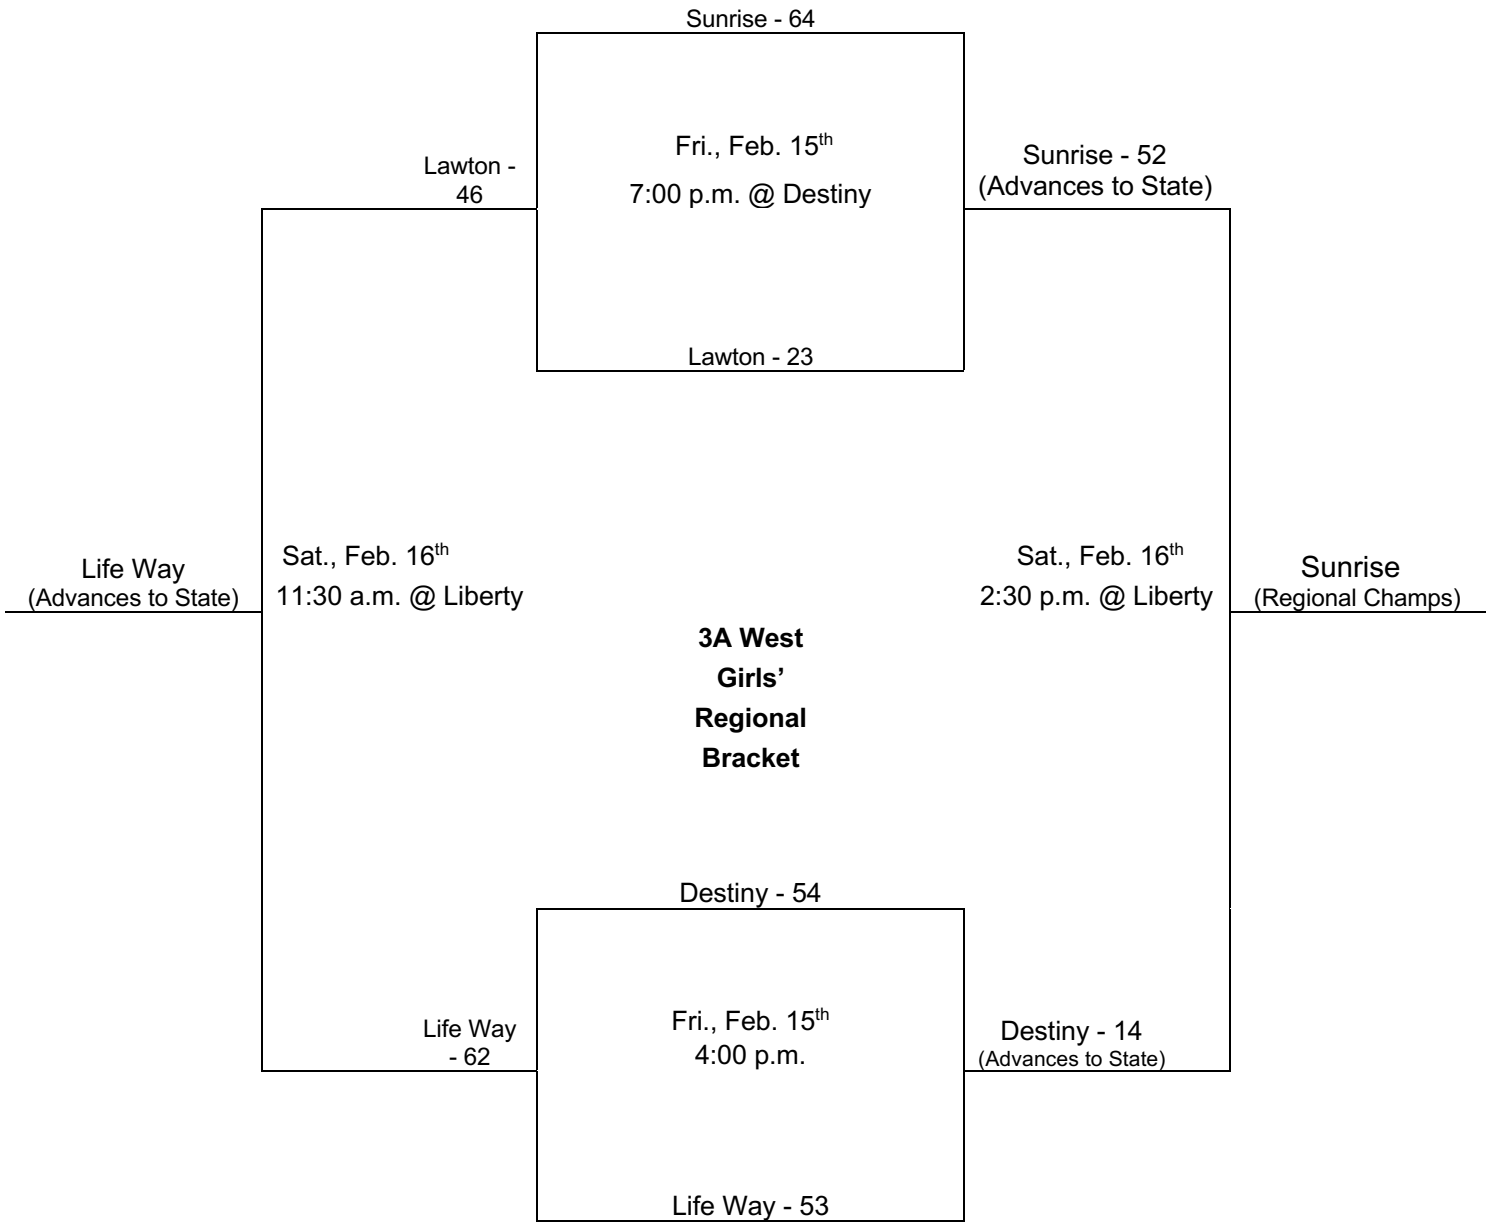 Sunrise - 64
Fri., Feb. 15th
7:00 p.m. @ Destiny
Lawton -
46
Sunrise - 52
(Advances to State)
Lawton - 23
Life Way
(Advances to State)
Sat., Feb. 16th
11:30 a.m. @ Liberty
Sat., Feb. 16th
2:30 p.m. @ Liberty
Sunrise
(Regional Champs)
3A West
Girls’
Regional
Bracket
Destiny - 54
Life Way
- 62
Fri., Feb. 15th
4:00 p.m.
Destiny - 14
(Advances to State)
Life Way - 53